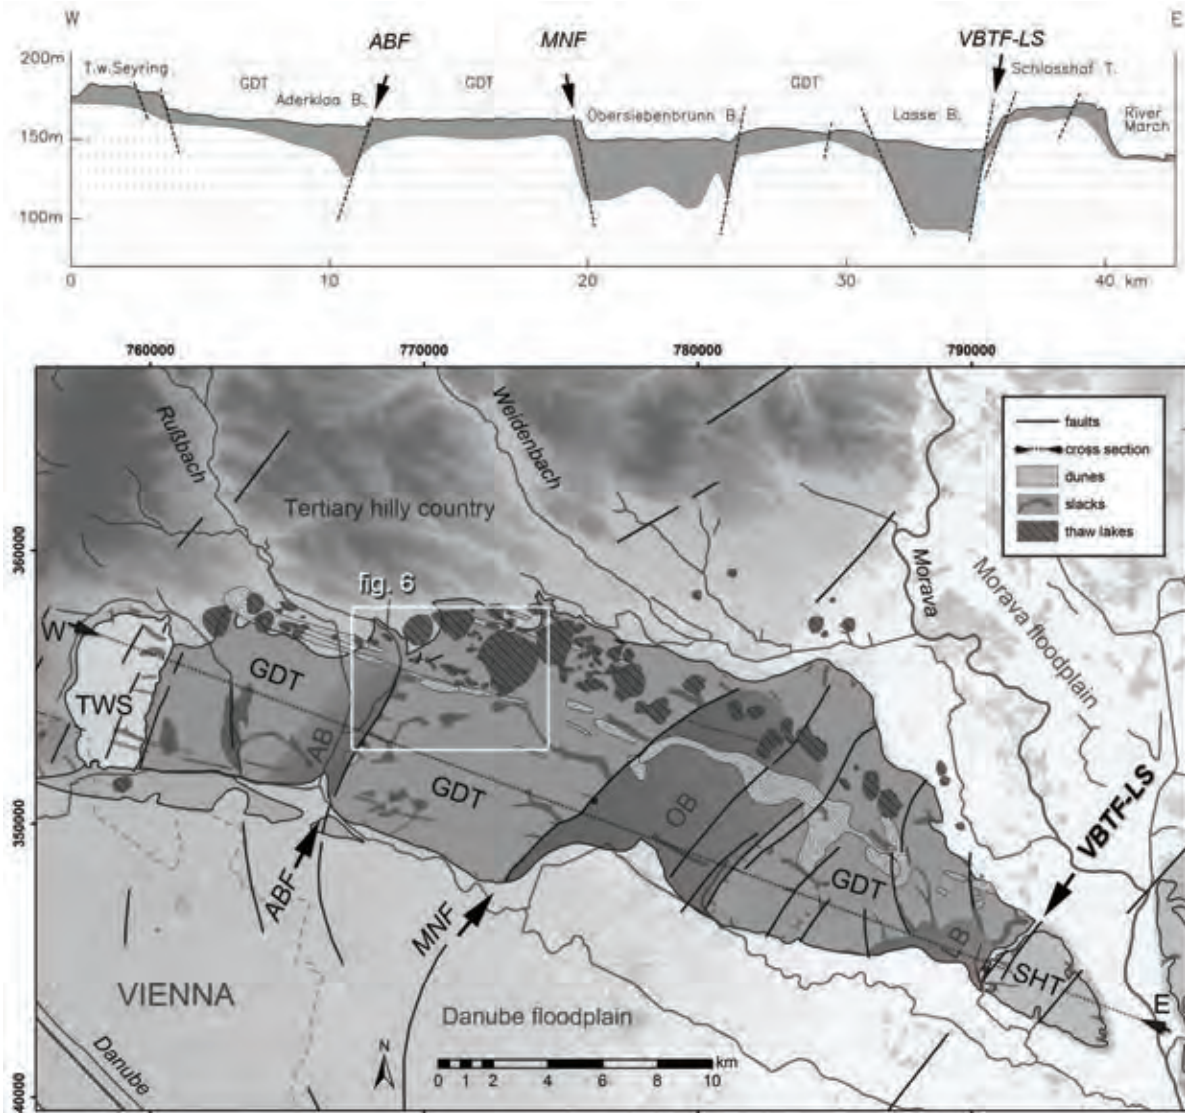 W
E
ABF
MNF
VBTF-LS
200m
T.w.Seyring
GDT
GDT
GDT
Schlosshof T.
Aderklaa B.
Obersiebenbrunn B.
Lasse B.
River
March
150m
100m
0
10
20
30
40 km
760000
770000
780000
790000
faults
cross section
dunes
slacks
thaw lakes
Rußbach
Weidenbach
Tertiary hilly country
360000
Morava
Morava floodplain
fig. 6
W
GDT
TWS
AB
GDT
OB
350000
VBTF-LS
GDT
ABF
MNF
LB
SHT
VIENNA
E
Danube floodplain
Danube
N
km
0 1 2 4 6 8 10